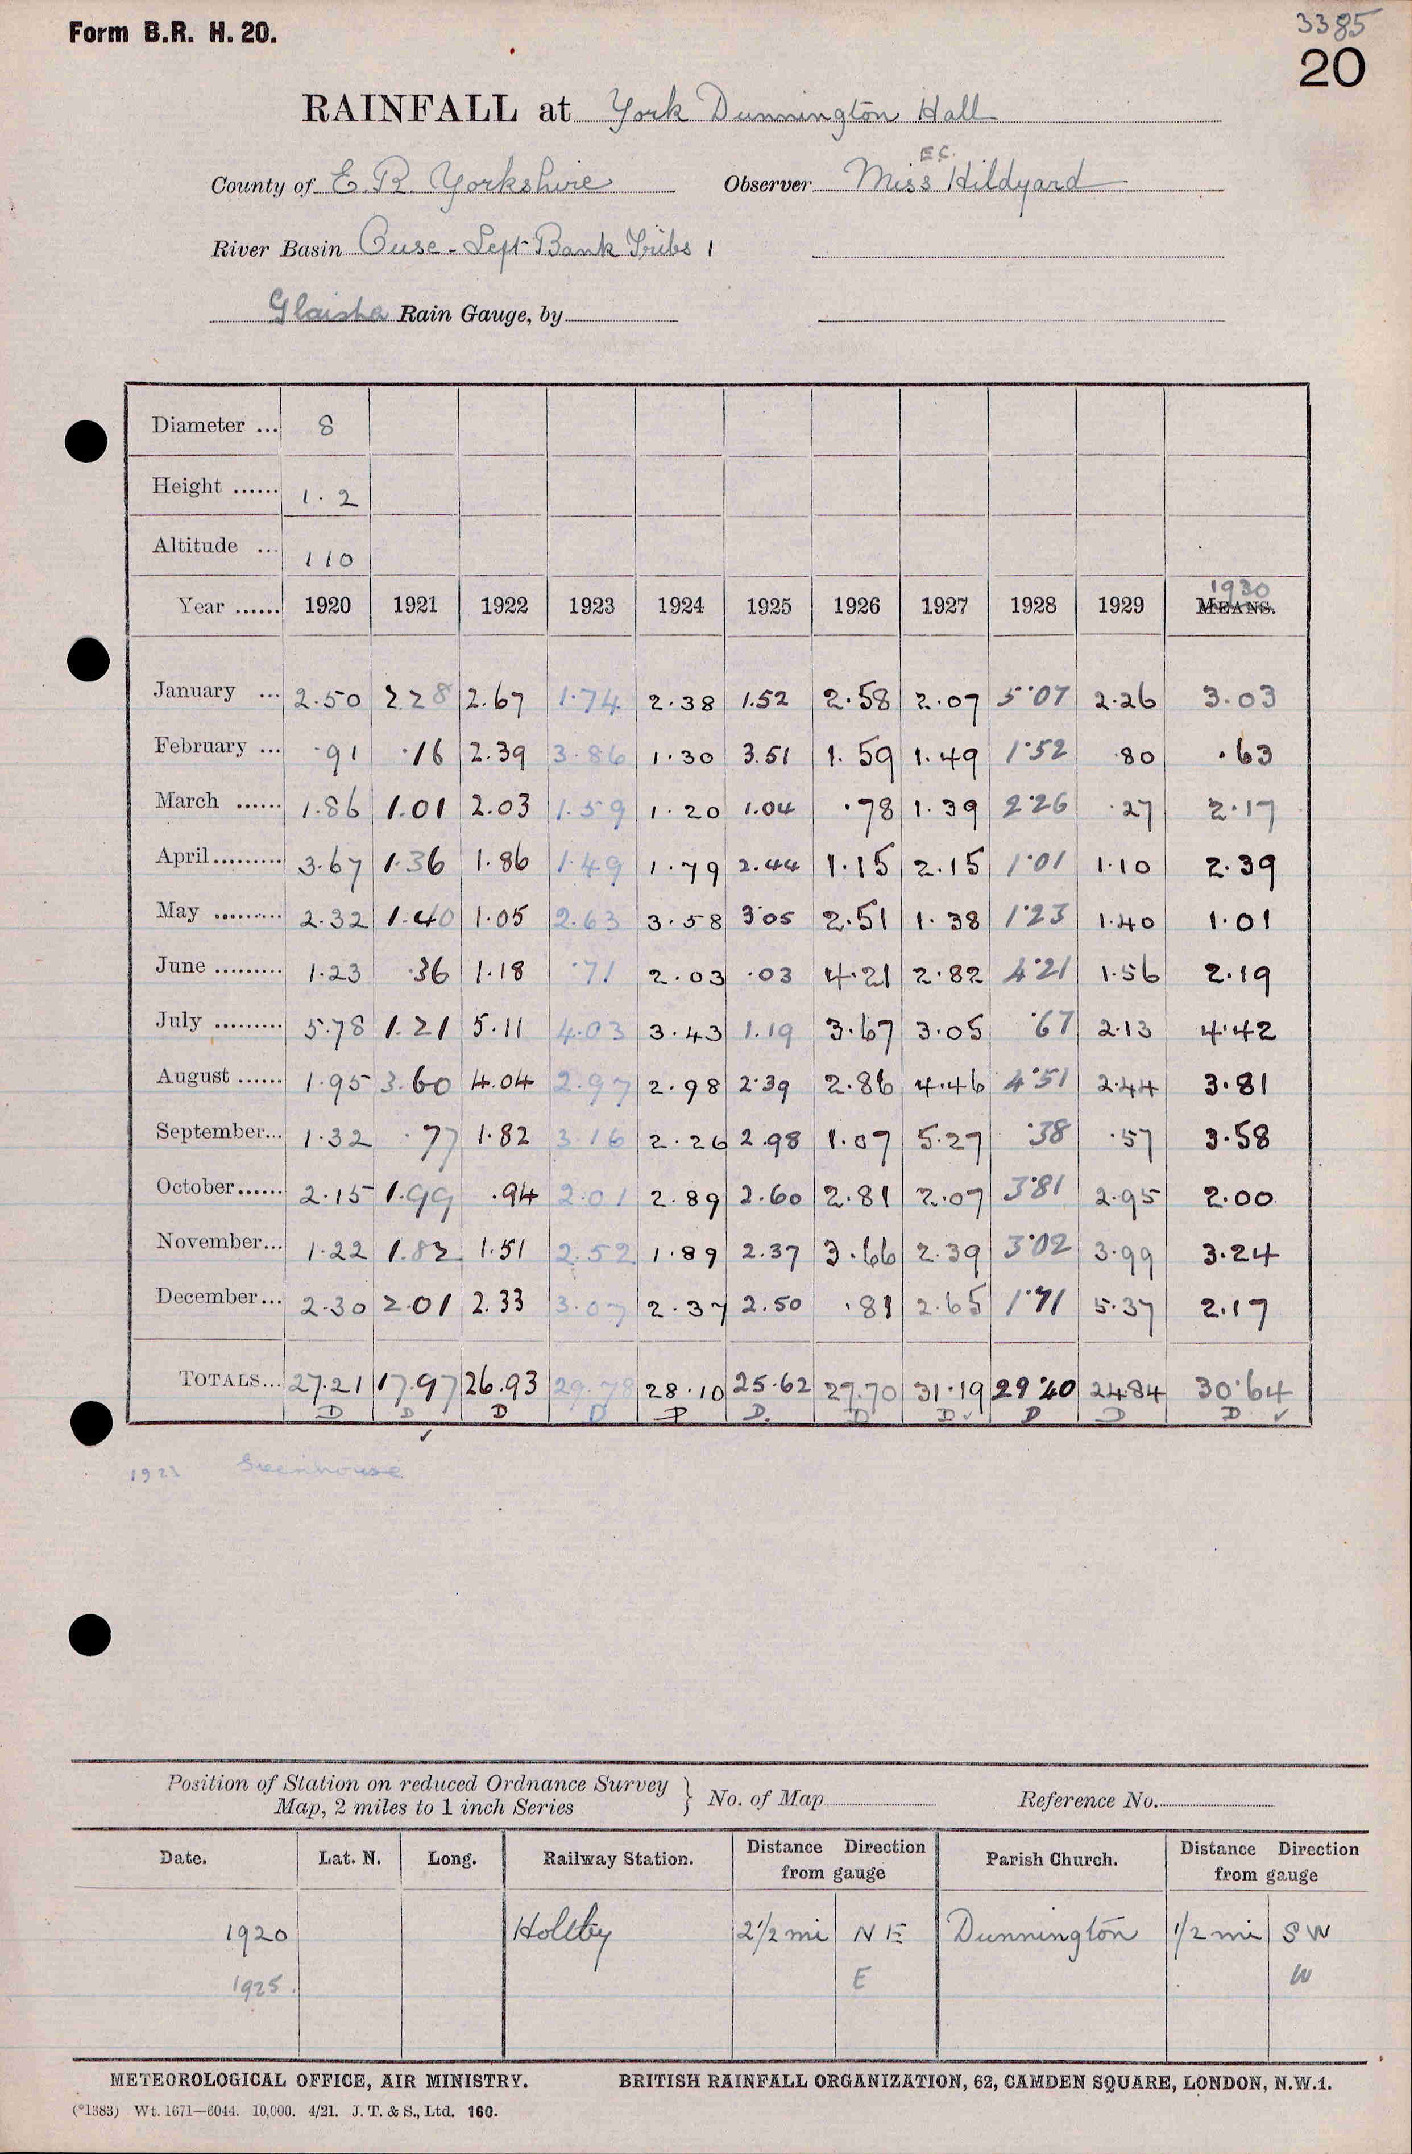 Form B.R. H. 20.
3385
20
RAINFALL at York Dunnington Hall
E C.
County of E. R. Yorkshire Observer Miss Hildyard
River Basin Ouse - Left Bank Tribs 1
Glaisher Rain Gauge, by
Diameter ... 8
Height ...... 1.2
Altitude ... 110
1930
Year ...... 1920 1921 1922 1923 1924 1925 1926 1927 1928 1929 MEANS.
January ... 2.50 2.28 2.67 1.74 2.38 1.52 2.58 2.07 5.07 2.26 3.03
February ... .91 .16 2.39 3.86 1.30 3.51 1.59 1.49 1.52 .80 .63
March ...... 1.86 1.01 2.03 1.59 1.20 1.04 .78 1.39 2.26 .27 2.17
April ......... 3.67 1.36 1.86 1.49 1.79 2.44 1.15 2.15 1.01 1.10 2.39
May ......... 2.32 1.40 1.05 2.63 3.58 3.05 2.51 1.38 1.23 1.40 1.01
June ......... 1.23 .36 1.18 .71 2.03 .03 4.21 2.82 4.21 1.56 2.19
July ......... 5.78 1.21 5.11 4.03 3.43 1.19 3.67 3.05 .67 2.13 4.42
August ...... 1.95 3.60 4.04 2.97 2.98 2.39 2.86 4.46 4.51 2.44 3.81
September... 1.32 .77 1.82 3.16 2.26 2.98 1.07 5.27 .38 .57 3.58
October...... 2.15 1.99 .94 2.01 2.89 2.60 2.81 2.07 3.81 2.95 2.00
November... 1.22 1.82 1.51 2.52 1.89 2.37 3.66 2.39 3.02 3.99 3.24
December... 2.30 2.01 2.33 3.07 2.37 2.50 .81 2.65 1.71 5.37 2.17
TOTALS... 27.21 17.97 26.93 29.78 28.10 25.62 27.70 31.19 29.40 24.84 30.64
D D D D D D. D D ✓ D D D ✓
✓
1923 Greenhouse
Position of Station on reduced Ordnance Survey
Map, 2 miles to 1 inch Series } No. of Map Reference No.
Date. Lat. N. Long. Railway Station. Distance Direction from gauge Parish Church. Distance Direction from gauge
1920 Holtby 2 1/2 mi N E Dunnington 1/2 mi S W
1925. E W
METEOROLOGICAL OFFICE, AIR MINISTRY. BRITISH RAINFALL ORGANIZATION, 62, CAMDEN SQUARE, LONDON, N.W.1.
(*1383) Wt. 1671—6044. 10,000. 4/21. J. T. & S., Ltd. 160.